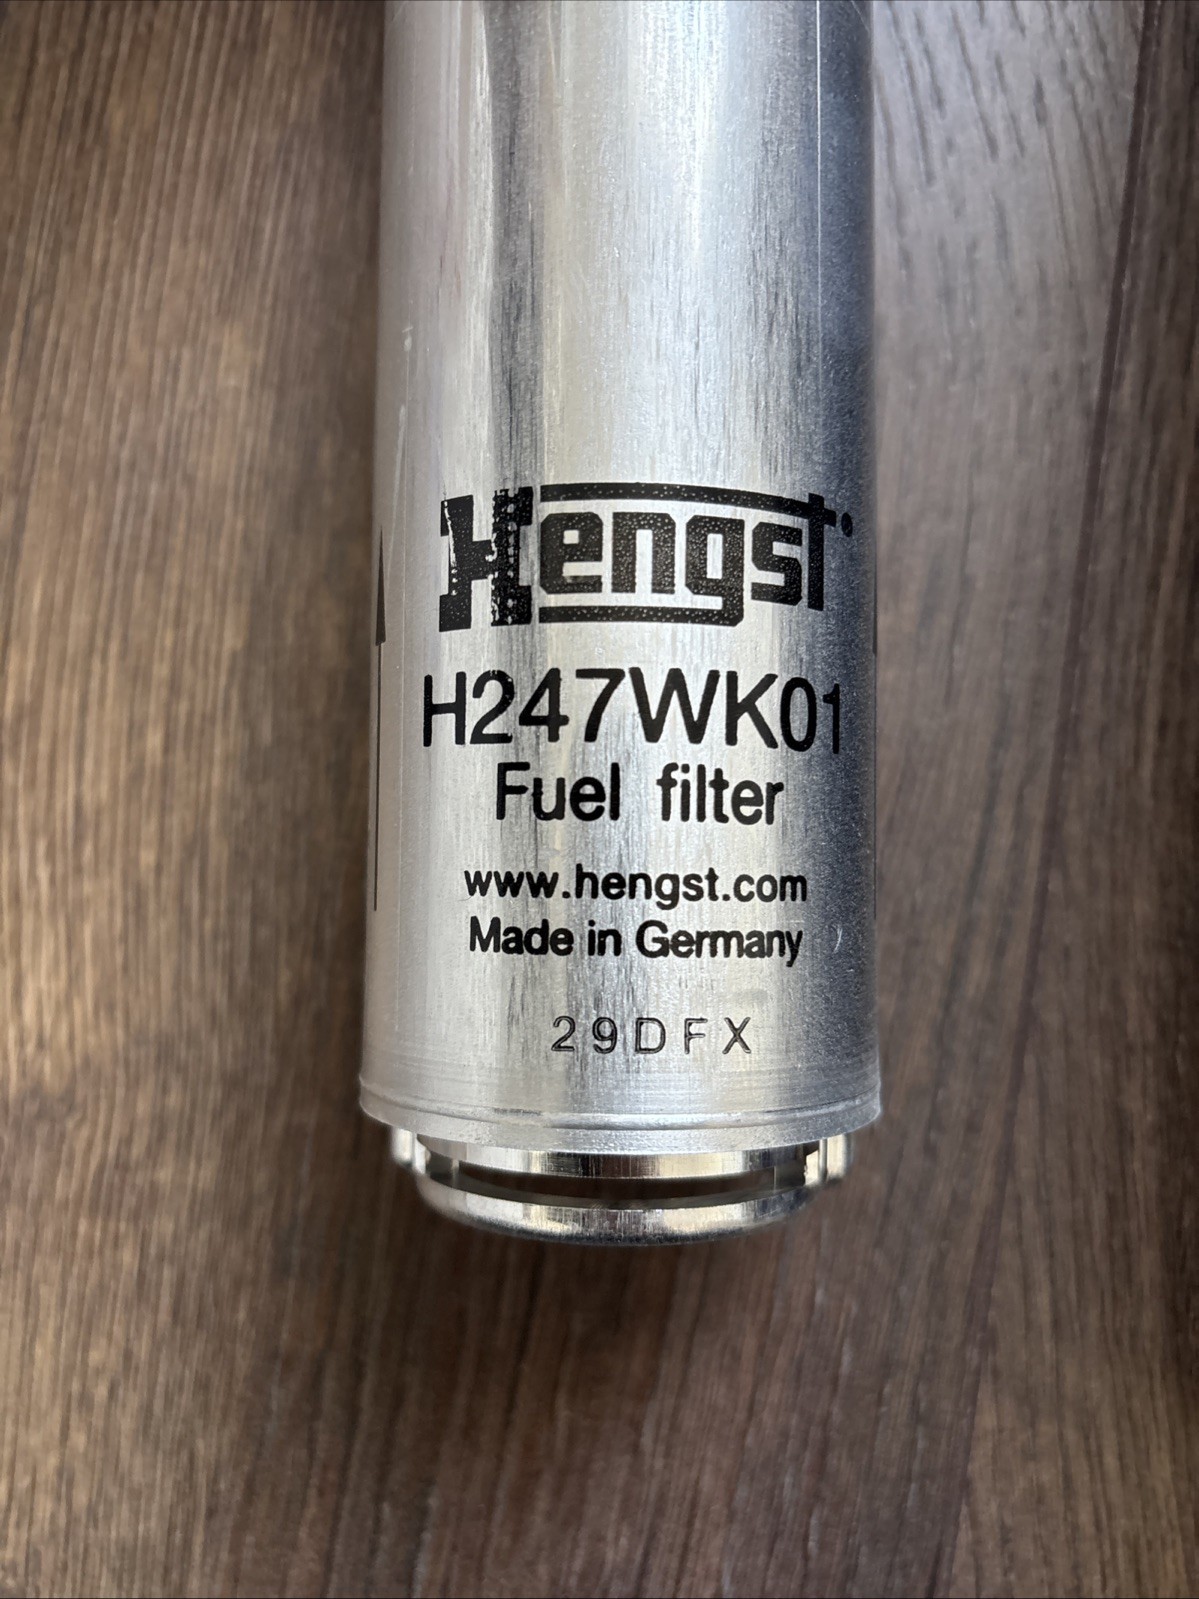 Hengst
H247WK01
Fuel filter
www.hengst.com
Made in Germany
29DFX